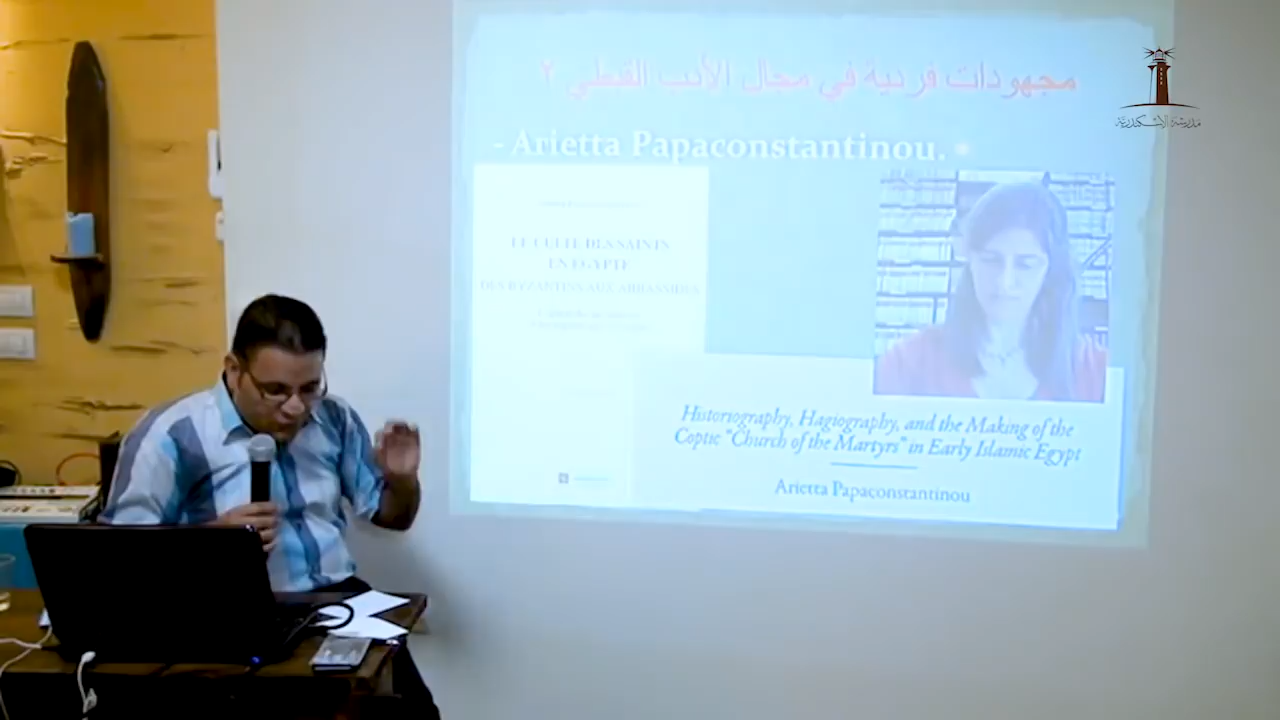 مجهودات فردية في مجال الأدب القبطي ٢
- Arietta Papaconstantinou.
LE CULTE DES SAINTS
EN EGYPTE
DES BYZANTINS AUX ABBASSIDES
Historiography, Hagiography, and the Making of the
Coptic "Church of the Martyrs" in Early Islamic Egypt
Arietta Papaconstantinou
مدرسة الإسكندرية